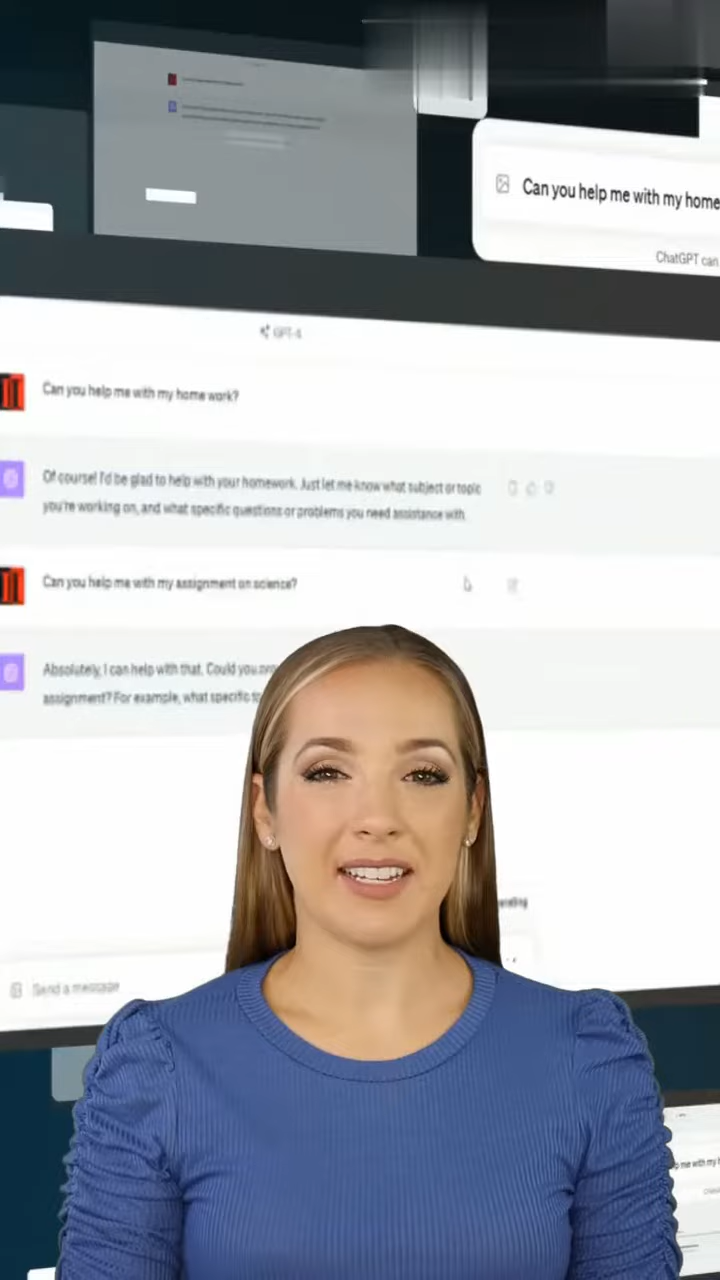 Can you help me with my home
ChatGPT can
GPT-4
Can you help me with my home work?
Of course! I'd be glad to help with your homework. Just let me know what subject or topic
you're working on, and what specific questions or problems you need assistance with.
Can you help me with my assignment on science?
Absolutely, I can help with that. Could you
assignment? For example, what specific
Send a message
me with my